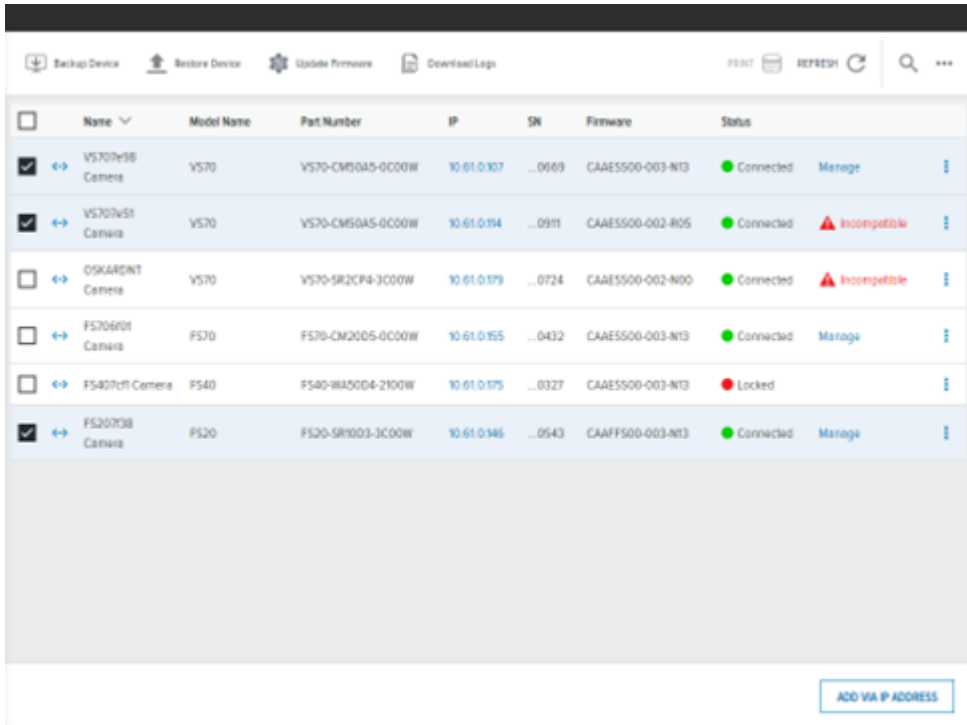 Backup Device Restore Device Update Firmware Download Logs PRINT REFRESH
Name Model Name Part Number IP SN Firmware Status
VS707e98 Camera VS70 VS70-CM50A5-0C00W 10.61.0.107 ...0669 CAAES500-003-N13 Connected Manage
VS707e51 Camera VS70 VS70-CM50A5-0C00W 10.61.0.114 ...0911 CAAES500-002-R05 Connected Incompatible
OSKARDNT Camera VS70 VS70-SR2CP4-3C00W 10.61.0.179 ...0724 CAAES500-002-N00 Connected Incompatible
FS706f01 Camera FS70 FS70-CM20D5-0C00W 10.61.0.155 ...0432 CAAES500-003-N13 Connected Manage
FS407cf1 Camera FS40 FS40-WA50D4-2100W 10.61.0.175 ...0327 CAAES500-003-N13 Locked
FS207f38 Camera FS20 FS20-SR10D3-3C00W 10.61.0.146 ...0543 CAAFFS00-003-N13 Connected Manage
ADD VIA IP ADDRESS